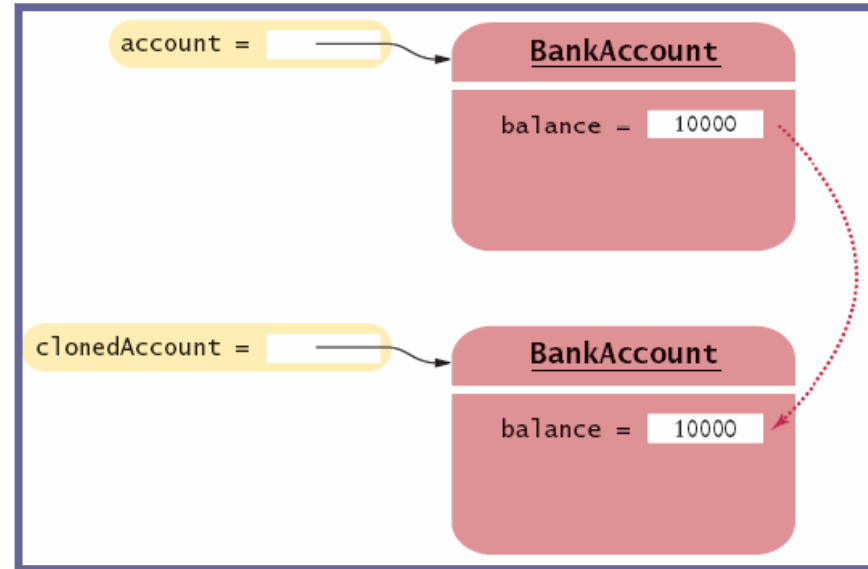 account =
BankAccount
balance = 10000
clonedAccount =
BankAccount
balance = 10000